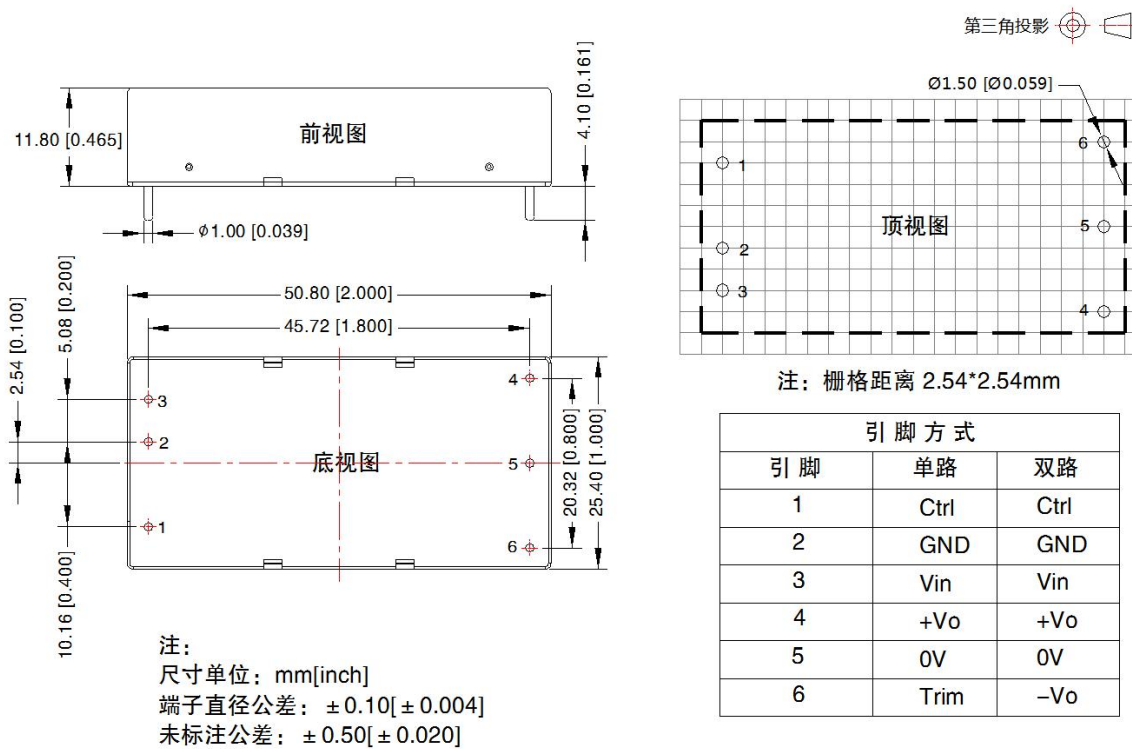 第三角投影
Ø1.50 [Ø0.059]
11.80 [0.465]
前视图
4.10 [0.161]
ϕ1.00 [0.039]
1
2
3
4
5
6
顶视图
注：栅格距离 2.54*2.54mm
50.80 [2.000]
45.72 [1.800]
2.54 [0.100]
5.08 [0.200]
10.16 [0.400]
3
2
1
4
5
6
底视图
20.32 [0.800]
25.40 [1.000]
注：
尺寸单位：mm[inch]
端子直径公差：±0.10[±0.004]
未标注公差：±0.50[±0.020]
引脚方式
引脚 单路 双路
1 Ctrl Ctrl
2 GND GND
3 Vin Vin
4 +Vo +Vo
5 0V 0V
6 Trim −Vo